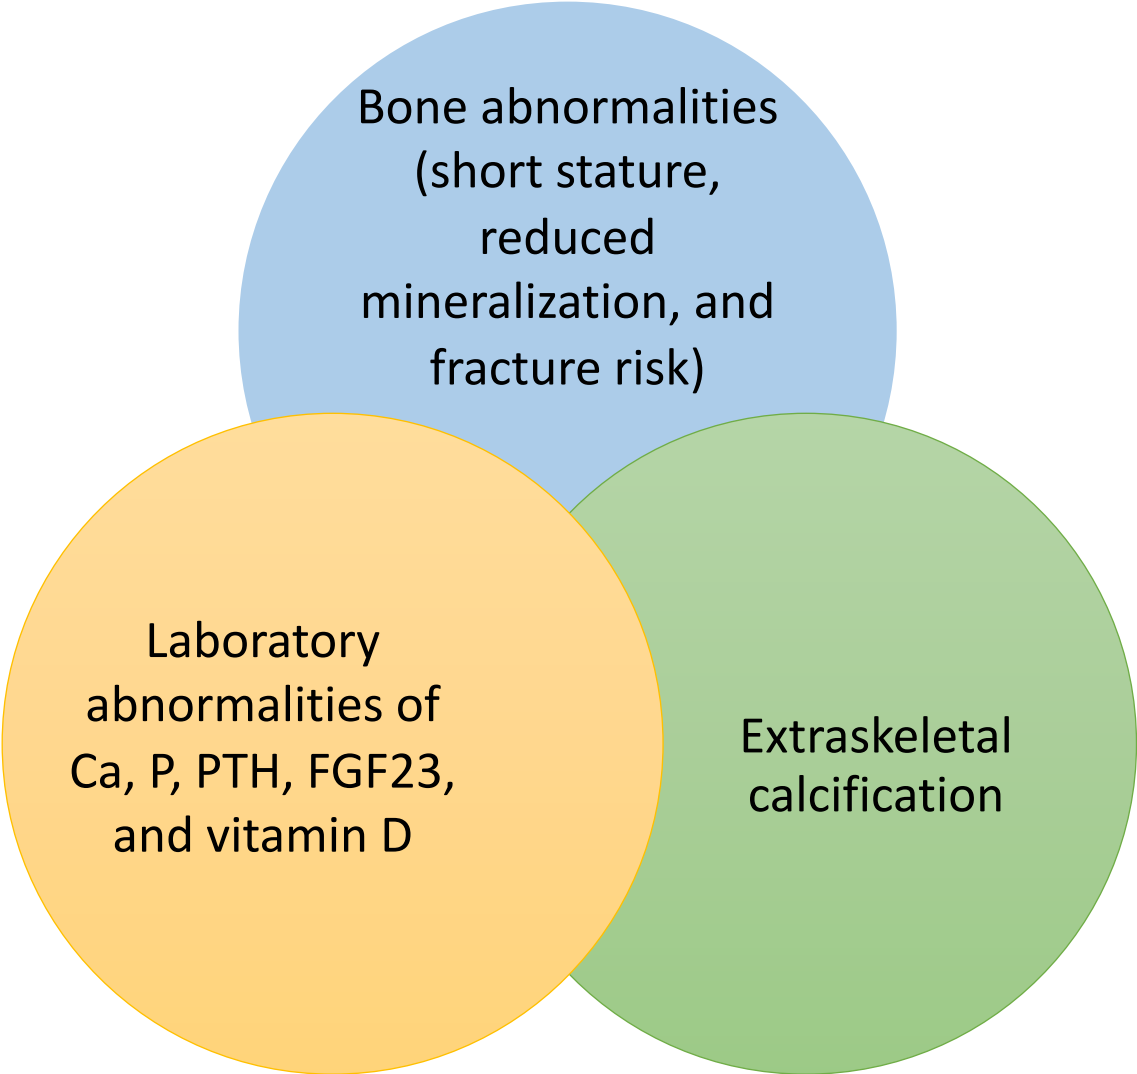 Bone abnormalities
(short stature,
reduced
mineralization, and
fracture risk)
Laboratory
abnormalities of
Ca, P, PTH, FGF23,
and vitamin D
Extraskeletal
calcification